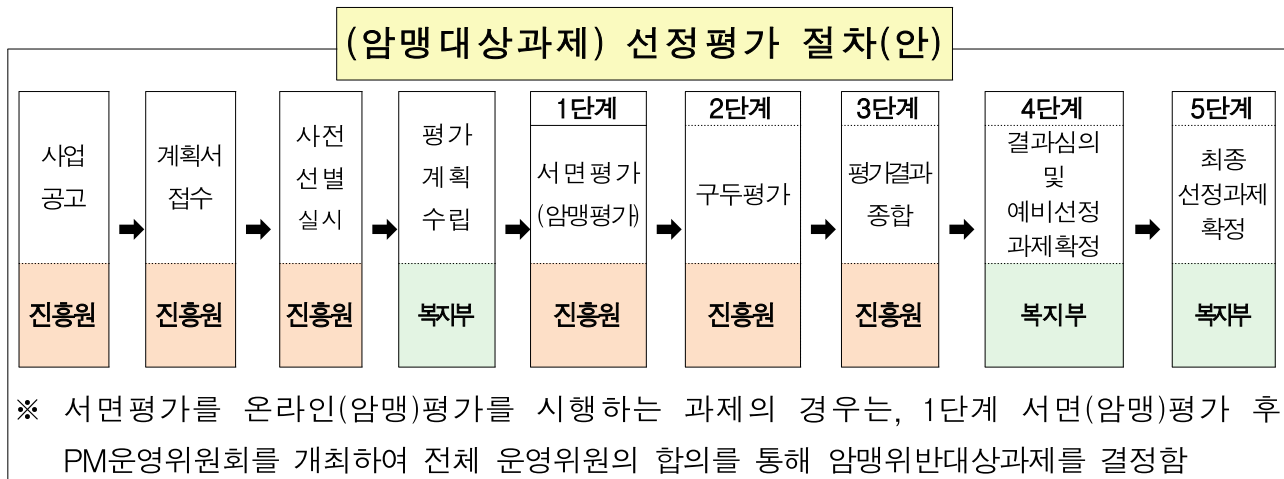 (암맹대상과제) 선정평가 절차(안)
사업
공고
진흥원
계획서
접수
진흥원
사전
선별
실시
진흥원
평가
계획
수립
복지부
1단계
서면평가
(암맹평가)
진흥원
2단계
구두평가
진흥원
3단계
평가결과
종합
진흥원
4단계
결과심의
및
예비선정
과제확정
복지부
5단계
최종
선정과제
확정
복지부
※ 서면평가를 온라인(암맹)평가를 시행하는 과제의 경우는, 1단계 서면(암맹)평가 후
PM운영위원회를 개최하여 전체 운영위원의 합의를 통해 암맹위반대상과제를 결정함